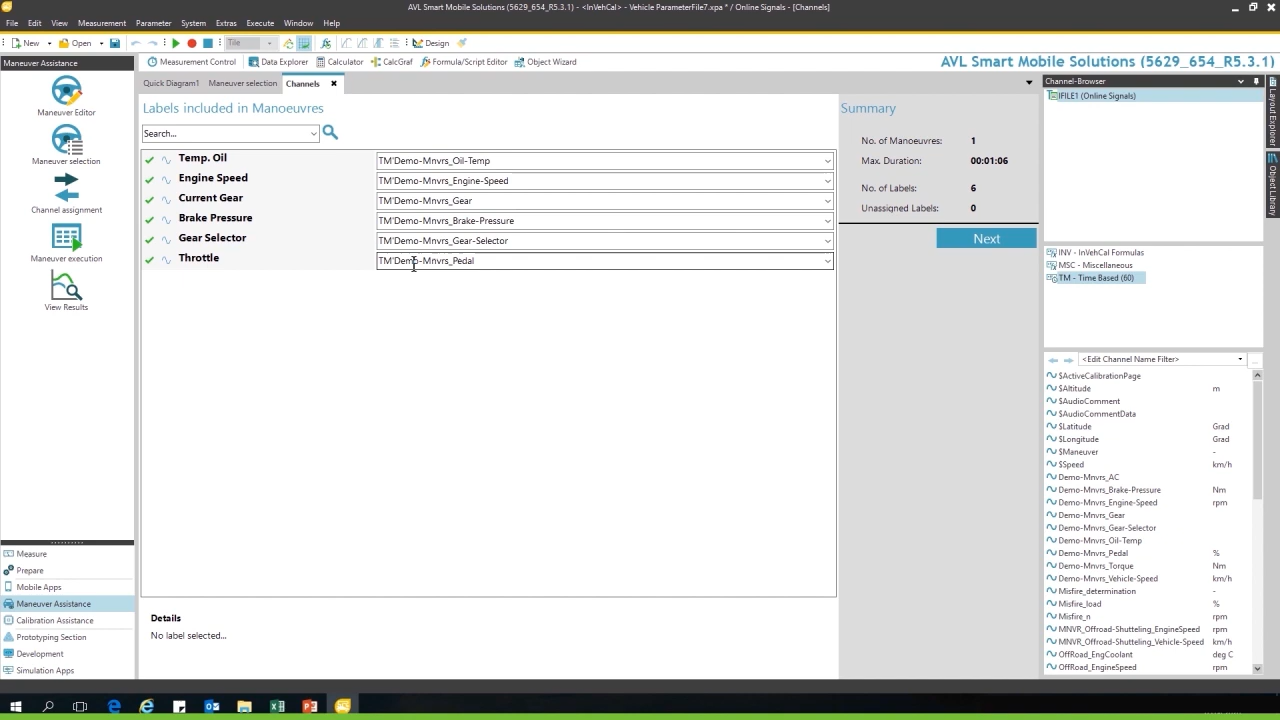 AVL Smart Mobile Solutions (5629_654_R5.3.1) - <InVehCal> - Vehicle ParameterFile7.xpa * / Online Signals - [Channels]
File Edit View Measurement Parameter System Extras Execute Window Help
New Open Tile Design
Maneuver Assistance
Measurement Control Data Explorer Calculator CalcGraf Formula/Script Editor Object Wizard
AVL Smart Mobile Solutions (5629_654_R5.3.1)
Maneuver Editor
Maneuver selection
Channel assignment
Maneuver execution
View Results
Measure
Prepare
Mobile Apps
Maneuver Assistance
Calibration Assistance
Prototyping Section
Development
Simulation Apps
Quick Diagram1 Maneuver selection Channels
Labels included in Manoeuvres
Search...
Temp. Oil TM'Demo-Mnvrs_Oil-Temp
Engine Speed TM'Demo-Mnvrs_Engine-Speed
Current Gear TM'Demo-Mnvrs_Gear
Brake Pressure TM'Demo-Mnvrs_Brake-Pressure
Gear Selector TM'Demo-Mnvrs_Gear-Selector
Throttle TM'Demo-Mnvrs_Pedal
Details
No label selected...
Summary
No. of Manoeuvres: 1
Max. Duration: 00:01:06
No. of Labels: 6
Unassigned Labels: 0
Next
Channel-Browser
IFILE1 (Online Signals)
INV - InVehCal Formulas
MSC - Miscellaneous
TM - Time Based (60)
<Edit Channel Name Filter>
$ActiveCalibrationPage
$Altitude m
$AudioComment
$AudioCommentData
$Latitude Grad
$Longitude Grad
$Maneuver -
$Speed km/h
Demo-Mnvrs_AC
Demo-Mnvrs_Brake-Pressure Nm
Demo-Mnvrs_Engine-Speed rpm
Demo-Mnvrs_Gear
Demo-Mnvrs_Gear-Selector
Demo-Mnvrs_Oil-Temp
Demo-Mnvrs_Pedal %
Demo-Mnvrs_Torque Nm
Demo-Mnvrs_Vehicle-Speed km/h
Misfire_determination -
Misfire_load %
Misfire_n rpm
MNVR_Offroad-Shutteling_EngineSpeed rpm
MNVR_Offroad-Shutteling_Vehicle-Speed km/h
OffRoad_EngCoolant deg C
OffRoad_EngineSpeed rpm
Layout Explorer
Object Library